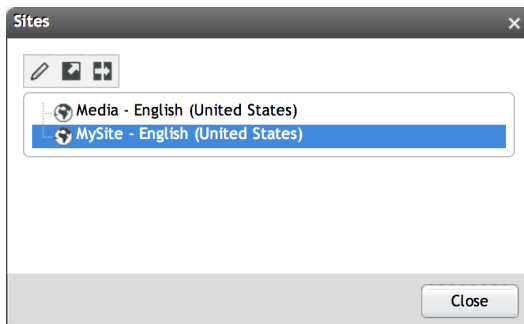 Sites
Media - English (United States)
MySite - English (United States)
Close